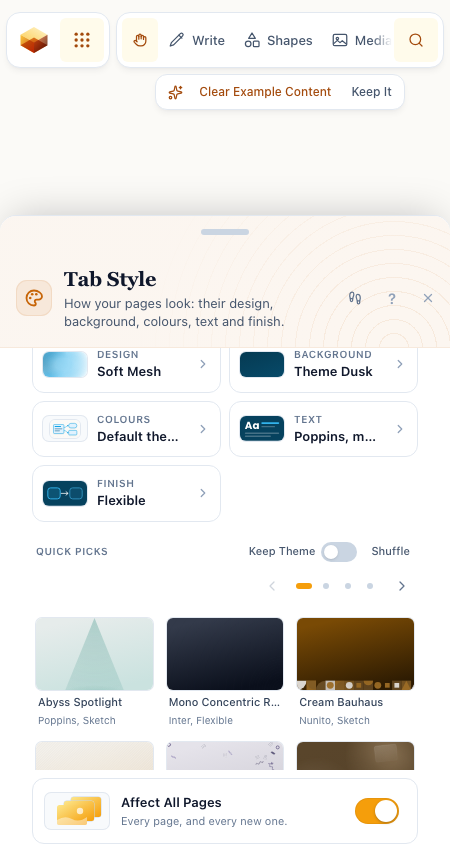 Write
Shapes
Media
Clear Example Content
Keep It
Tab Style
How your pages look: their design,
background, colours, text and finish.
?
DESIGN
Soft Mesh
BACKGROUND
Theme Dusk
COLOURS
Default the...
Aa
TEXT
Poppins, m...
FINISH
Flexible
QUICK PICKS
Keep Theme
Shuffle
Abyss Spotlight
Poppins, Sketch
Mono Concentric R...
Inter, Flexible
Cream Bauhaus
Nunito, Sketch
Affect All Pages
Every page, and every new one.